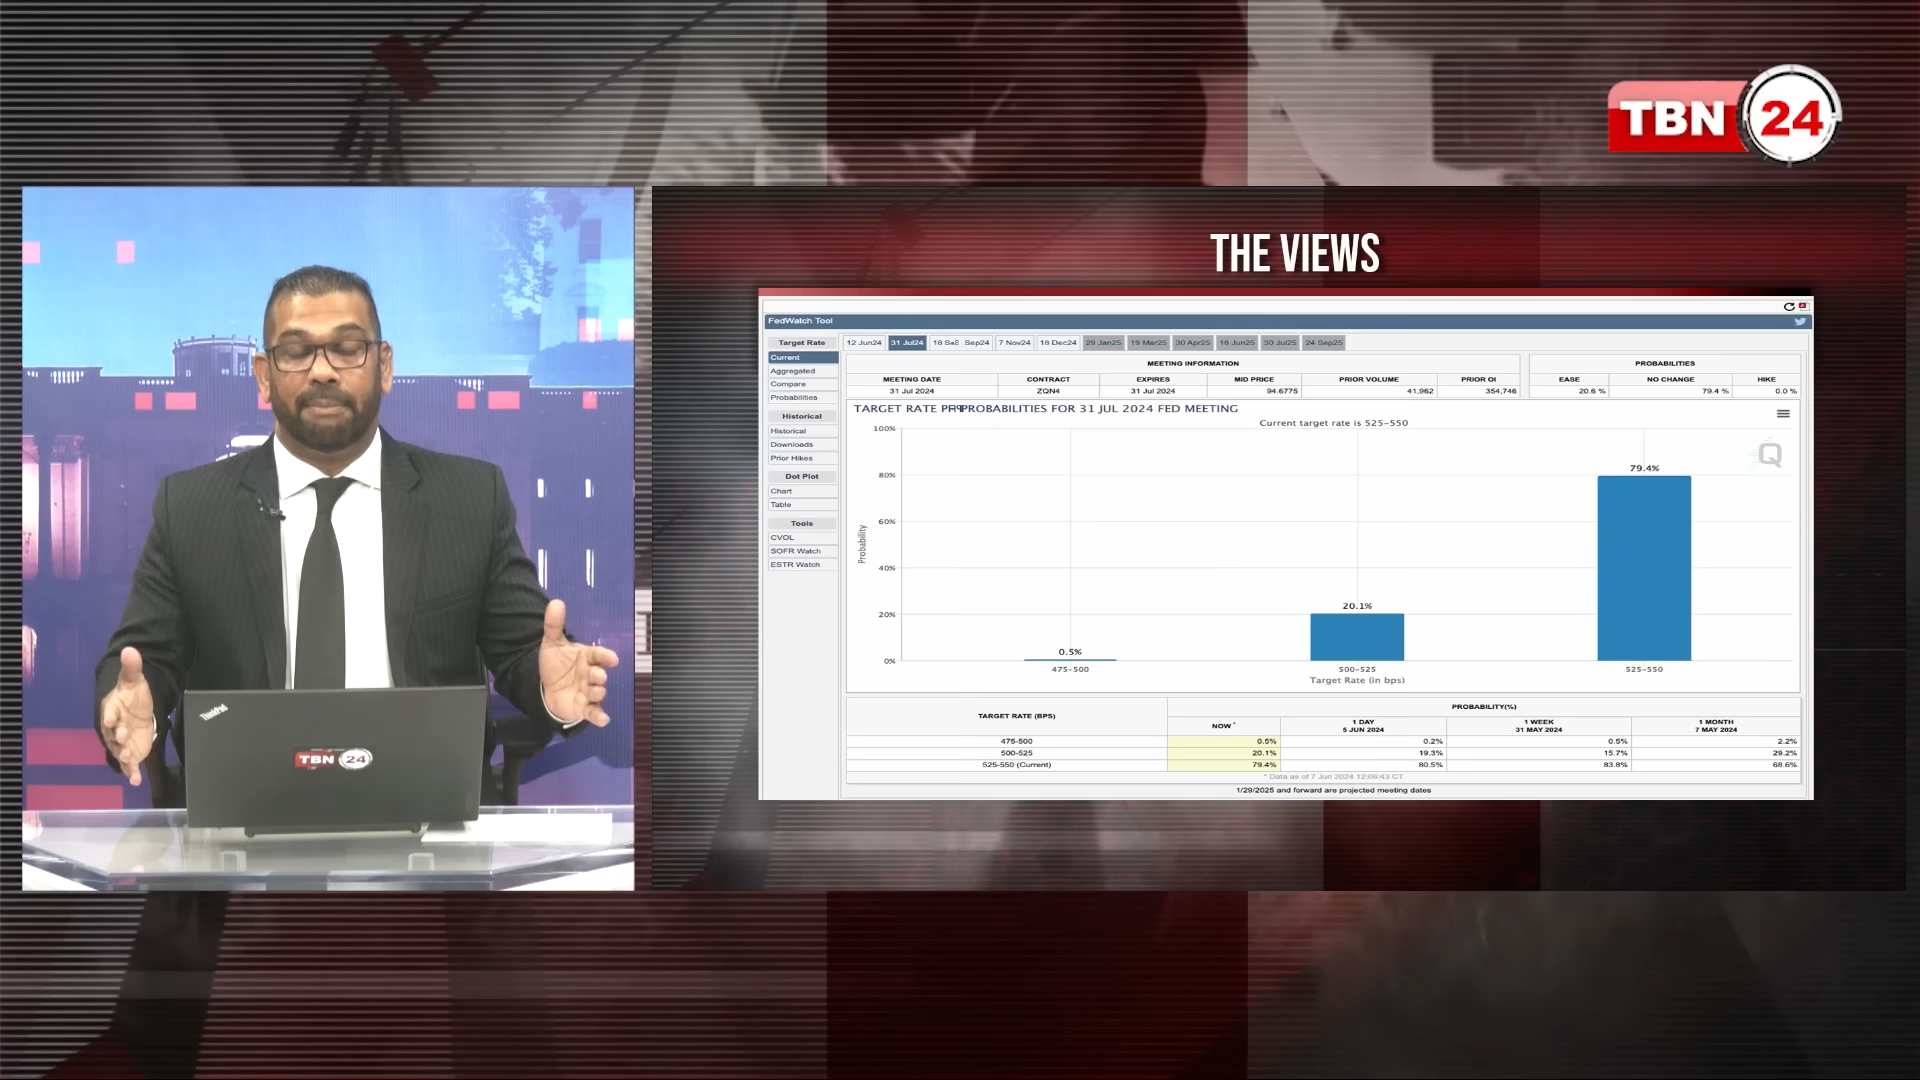 TBN 24
THE VIEWS
FedWatch Tool
Target Rate
Current
Aggregated
Compare
Probabilities
Historical
Historical
Downloads
Prior Hikes
Dot Plot
Chart
Table
Tools
CVOL
SOFR Watch
ESTR Watch
12 Jun24 31 Jul24 18 Sep24 7 Nov24 18 Dec24 29 Jan25 19 Mar25 30 Apr25 18 Jun25 30 Jul25 24 Sep25
MEETING INFORMATION
MEETING DATE CONTRACT EXPIRES MID PRICE PRIOR VOLUME PRIOR OI
31 Jul 2024 ZQN4 31 Jul 2024 94.6775 41,962 354,746
PROBABILITIES
EASE NO CHANGE HIKE
20.6 % 79.4 % 0.0 %
TARGET RATE PROBABILITIES FOR 31 JUL 2024 FED MEETING
Current target rate is 525-550
Q
Probability
100%
80%
60%
40%
20%
0%
0.5% 20.1% 79.4%
475-500 500-525 525-550
Target Rate (in bps)
TARGET RATE (BPS) PROBABILITY(%)
NOW * 1 DAY 5 JUN 2024 1 WEEK 31 MAY 2024 1 MONTH 7 MAY 2024
475-500 0.5% 0.2% 0.5% 2.2%
500-525 20.1% 19.3% 15.7% 29.2%
525-550 (Current) 79.4% 80.5% 83.8% 68.6%
* Data as of 7 Jun 2024 12:06:43 CT
1/29/2025 and forward are projected meeting dates
ThinkPad
TBN 24